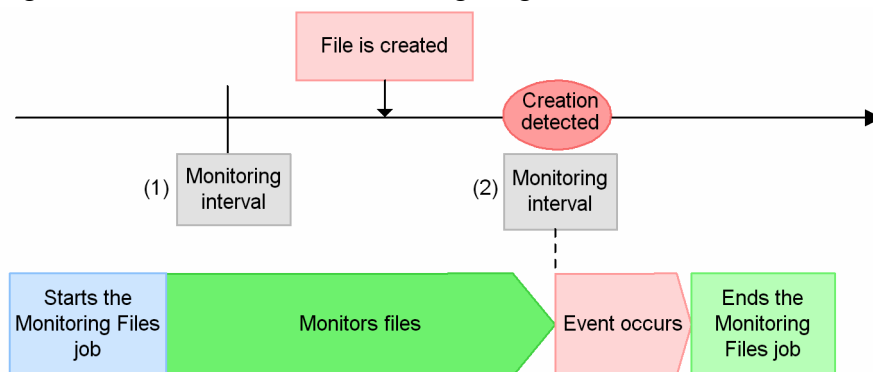 File is created
Creation
detected
(1)
Monitoring
interval
(2)
Monitoring
interval
Starts the
Monitoring Files
job
Monitors files
Event occurs
Ends the
Monitoring
Files job